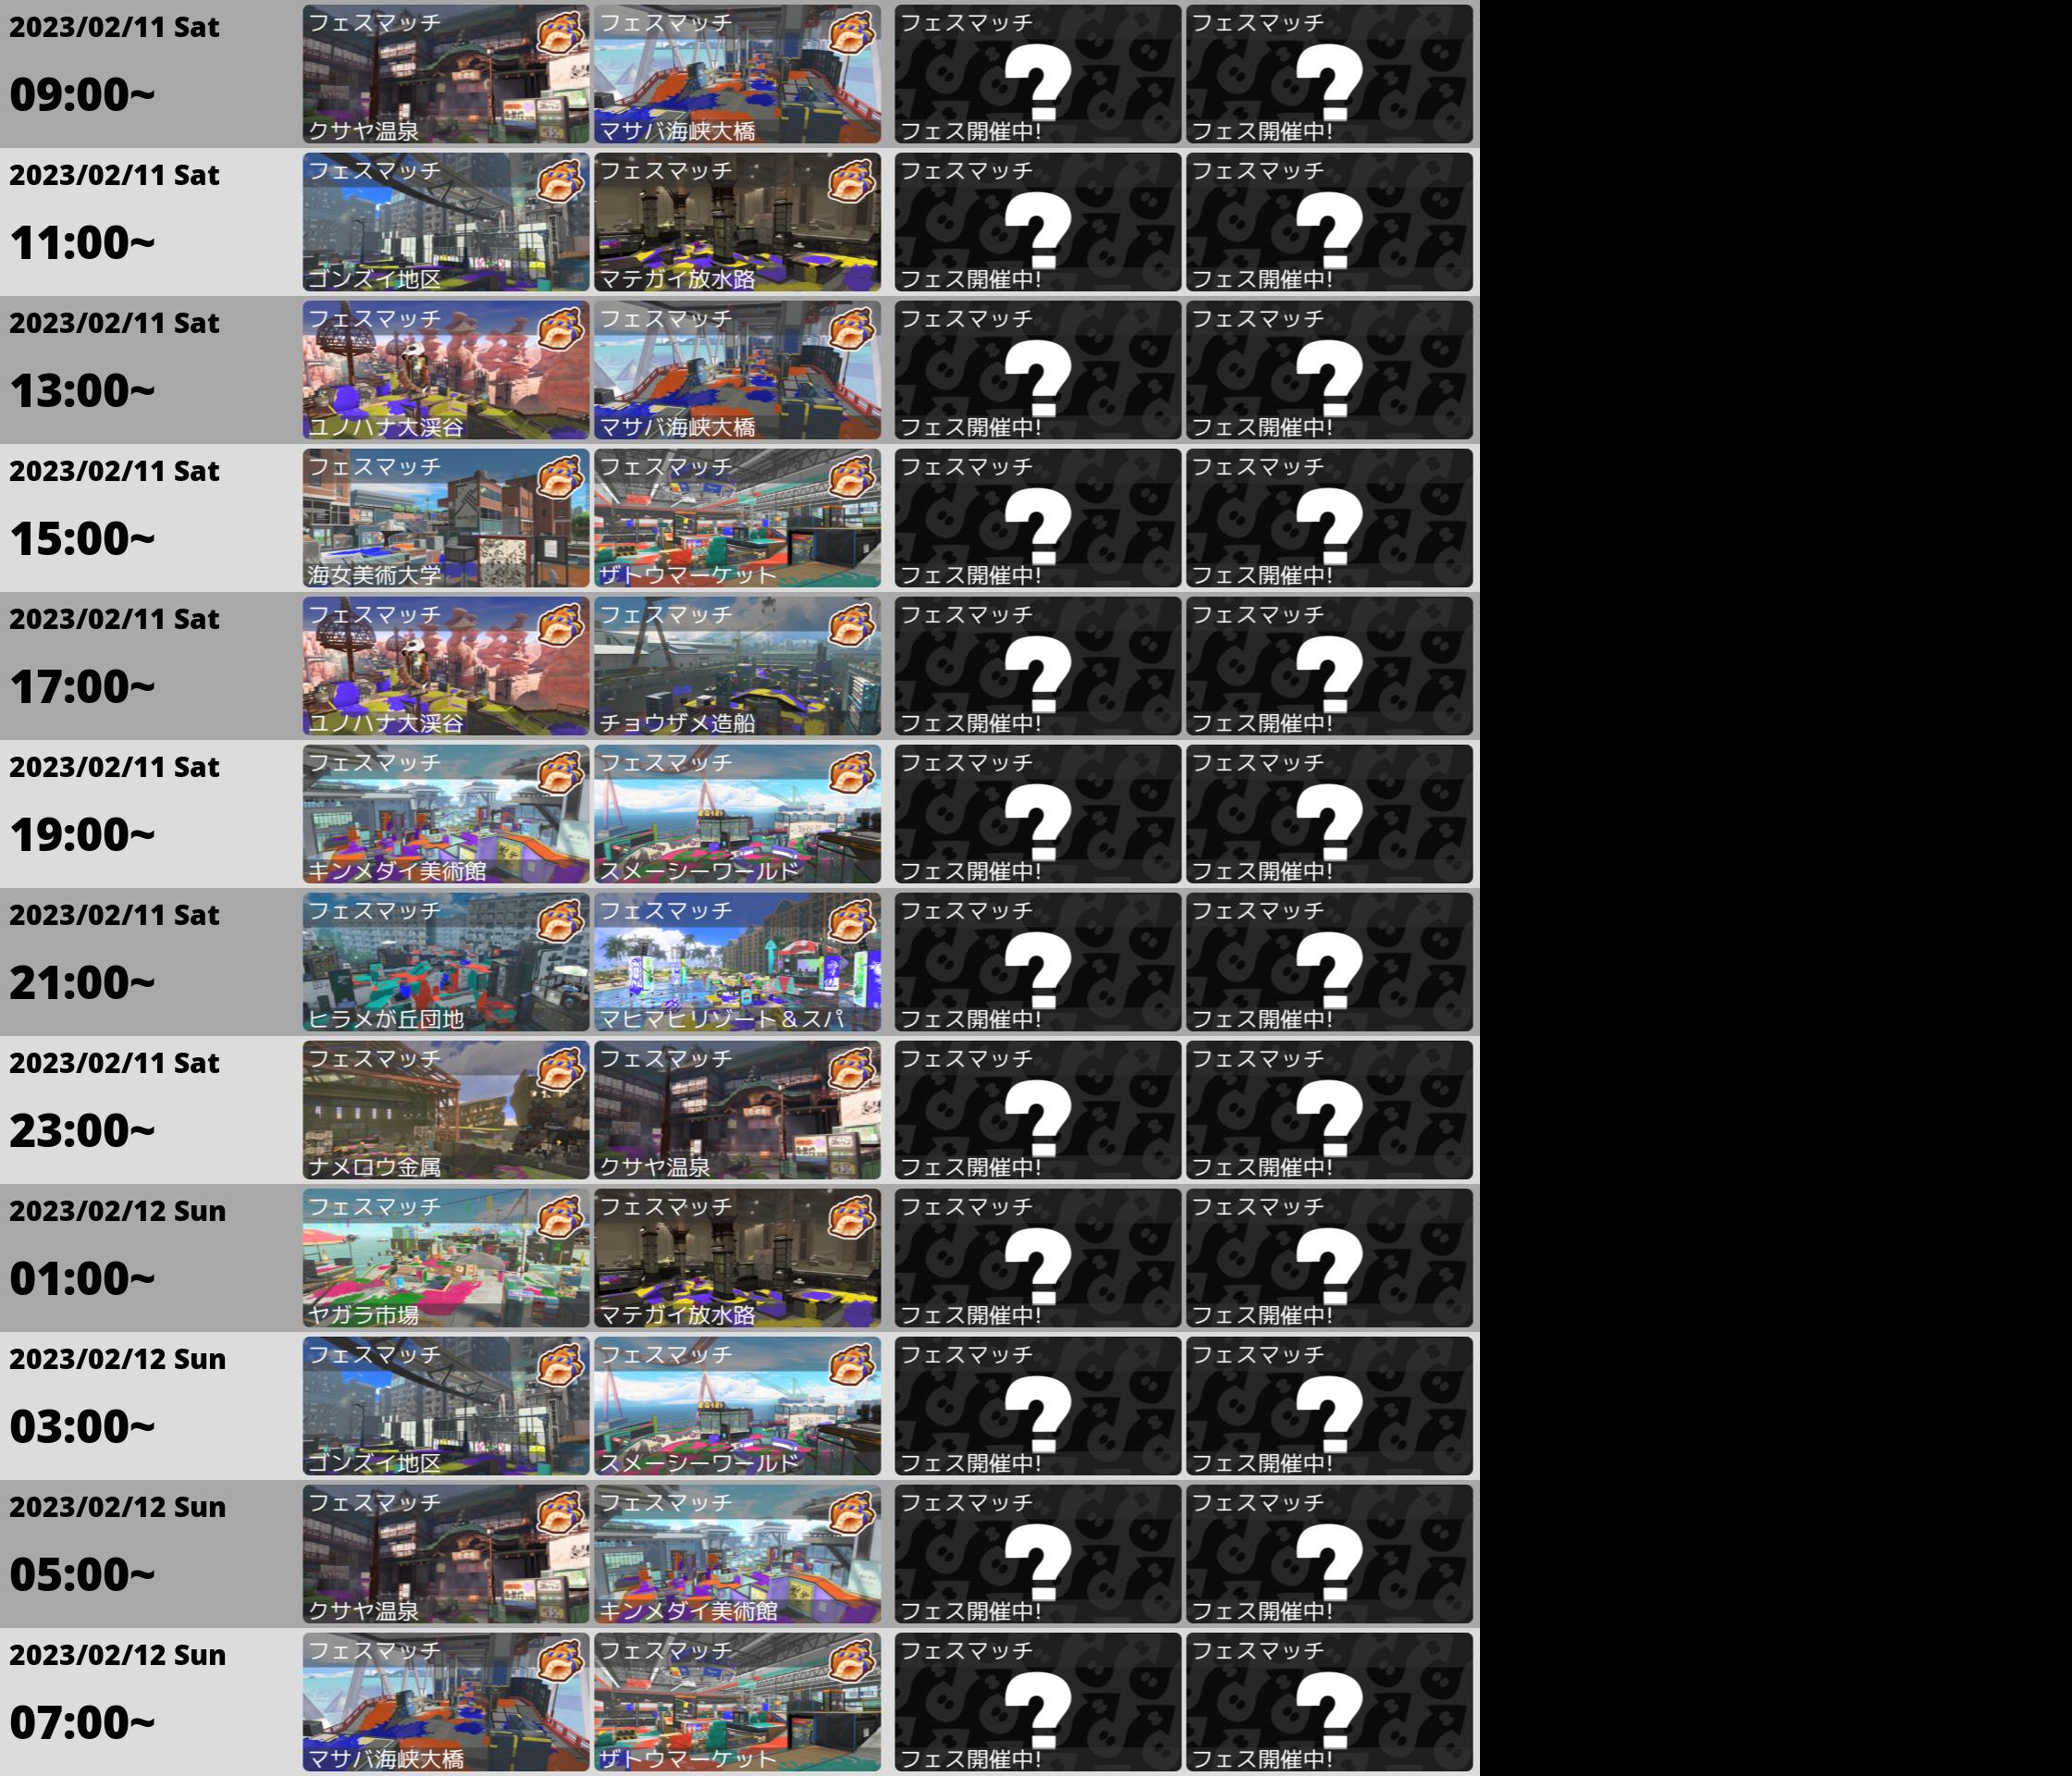 2023/02/11 Sat
09:00~
フェスマッチ
クサヤ温泉
フェスマッチ
マサバ海峡大橋
フェスマッチ
フェス開催中!
フェスマッチ
フェス開催中!
2023/02/11 Sat
11:00~
フェスマッチ
ゴンズイ地区
フェスマッチ
マテガイ放水路
フェスマッチ
フェス開催中!
フェスマッチ
フェス開催中!
2023/02/11 Sat
13:00~
フェスマッチ
ユノハナ大渓谷
フェスマッチ
マサバ海峡大橋
フェスマッチ
フェス開催中!
フェスマッチ
フェス開催中!
2023/02/11 Sat
15:00~
フェスマッチ
海女美術大学
フェスマッチ
ザトウマーケット
フェスマッチ
フェス開催中!
フェスマッチ
フェス開催中!
2023/02/11 Sat
17:00~
フェスマッチ
ユノハナ大渓谷
フェスマッチ
チョウザメ造船
フェスマッチ
フェス開催中!
フェスマッチ
フェス開催中!
2023/02/11 Sat
19:00~
フェスマッチ
キンメダイ美術館
フェスマッチ
スメーシーワールド
フェスマッチ
フェス開催中!
フェスマッチ
フェス開催中!
2023/02/11 Sat
21:00~
フェスマッチ
ヒラメが丘団地
フェスマッチ
マヒマヒリゾート＆スパ
フェスマッチ
フェス開催中!
フェスマッチ
フェス開催中!
2023/02/11 Sat
23:00~
フェスマッチ
ナメロウ金属
フェスマッチ
クサヤ温泉
フェスマッチ
フェス開催中!
フェスマッチ
フェス開催中!
2023/02/12 Sun
01:00~
フェスマッチ
ヤガラ市場
フェスマッチ
マテガイ放水路
フェスマッチ
フェス開催中!
フェスマッチ
フェス開催中!
2023/02/12 Sun
03:00~
フェスマッチ
ゴンズイ地区
フェスマッチ
スメーシーワールド
フェスマッチ
フェス開催中!
フェスマッチ
フェス開催中!
2023/02/12 Sun
05:00~
フェスマッチ
クサヤ温泉
フェスマッチ
キンメダイ美術館
フェスマッチ
フェス開催中!
フェスマッチ
フェス開催中!
2023/02/12 Sun
07:00~
フェスマッチ
マサバ海峡大橋
フェスマッチ
ザトウマーケット
フェスマッチ
フェス開催中!
フェスマッチ
フェス開催中!